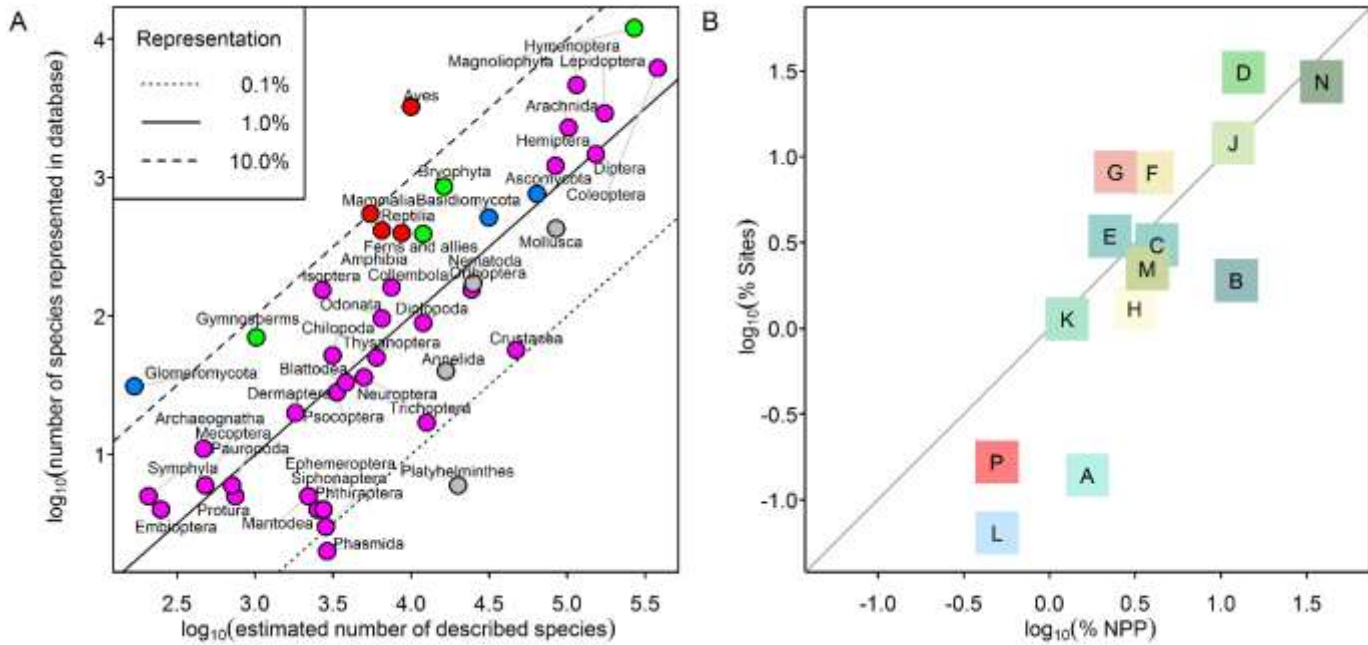 A
log10(number of species represented in database)
4
3
2
1
Representation
0.1%
1.0%
10.0%
Hymenoptera
Magnoliophyta Lepidoptera
Aves
Arachnida
Hemiptera
Diptera
Coleoptera
Bryophyta
Ascomycota
Mammalia Basidiomycota
Reptilia
Mollusca
Ferns and allies
Amphibia
Nematoda
Isoptera
Collembola
Orthoptera
Odonata
Diplopoda
Gymnosperms
Chilopoda
Crustacea
Thysanoptera
Annelida
Glomeromycota
Blattodea
Dermaptera
Neuroptera
Trichoptera
Archaeognatha
Psocoptera
Mecoptera
Pauropoda
Symphyla
Ephemeroptera
Platyhelminthes
Siphonaptera
Phthiraptera
Protura
Embioptera
Mantodea
Phasmida
2.5 3.0 3.5 4.0 4.5 5.0 5.5
log10(estimated number of described species)
B
log10(% Sites)
1.5
1.0
0.5
0.0
-0.5
-1.0
D
N
J
G
F
E
C
M
B
H
K
P
A
L
-1.0 0.0 0.5 1.0 1.5
log10(% NPP)